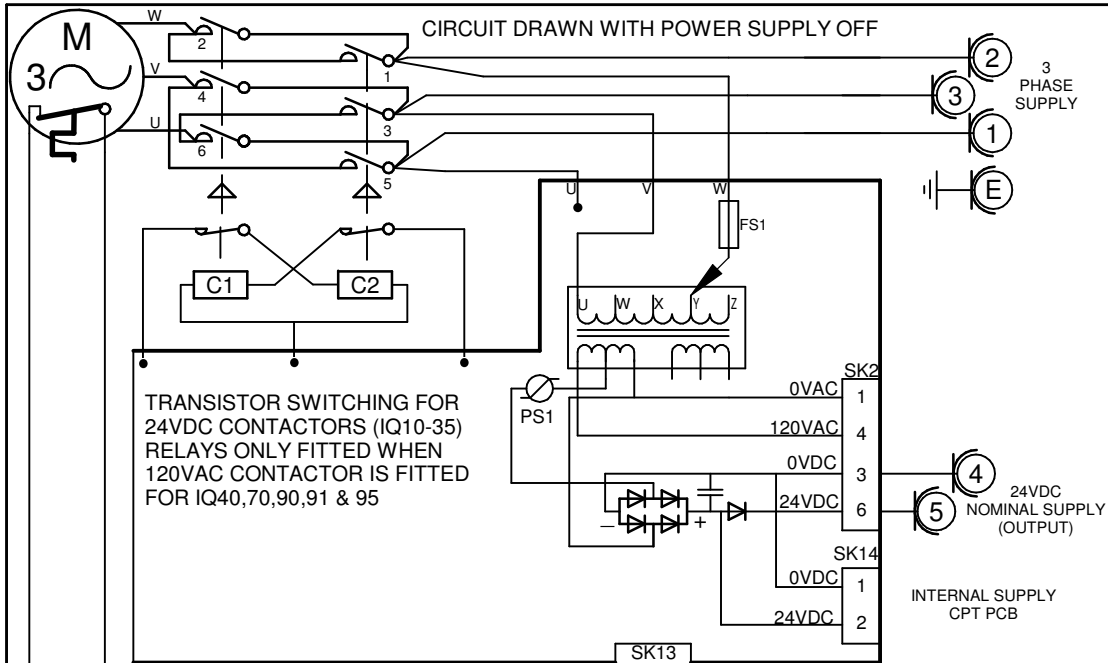 CIRCUIT DRAWN WITH POWER SUPPLY OFF
W
2
M
3
V
4
U
6
1
3
5
2
3
1
E
3
PHASE
SUPPLY
U
V
W
FS1
C1
C2
U
W
X
Y
Z
TRANSISTOR SWITCHING FOR
24VDC CONTACTORS (IQ10-35)
RELAYS ONLY FITTED WHEN
120VAC CONTACTOR IS FITTED
FOR IQ40,70,90,91 & 95
PS1
SK2
0VAC 1
120VAC 4
0VDC 3
24VDC 6
– +
4
5
24VDC
NOMINAL SUPPLY
(OUTPUT)
SK14
0VDC 1
24VDC 2
INTERNAL SUPPLY
CPT PCB
SK13